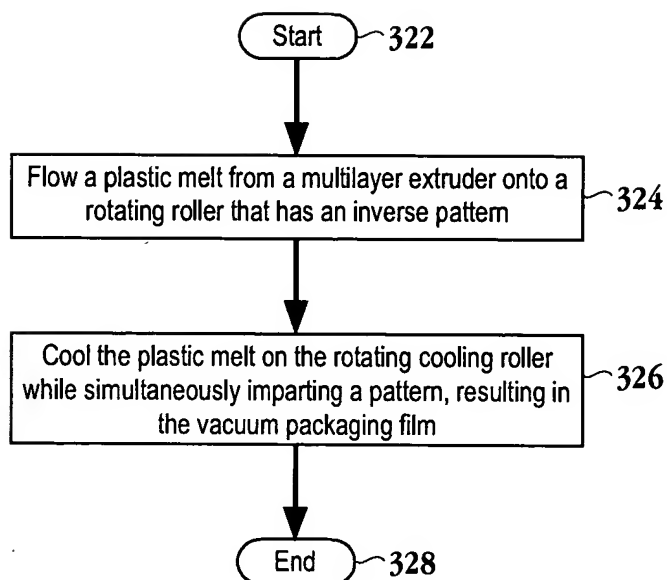 Start
322
Flow a plastic melt from a multilayer extruder onto a
rotating roller that has an inverse pattern
324
Cool the plastic melt on the rotating cooling roller
while simultaneously imparting a pattern, resulting in
the vacuum packaging film
326
End
328